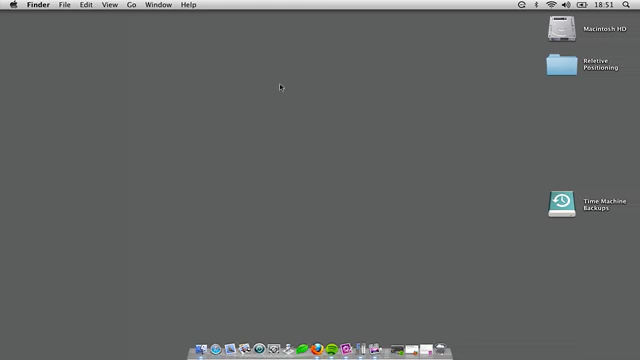 Finder File Edit View Go Window Help 18:51
Macintosh HD
Reletive
Positioning
Time Machine
Backups